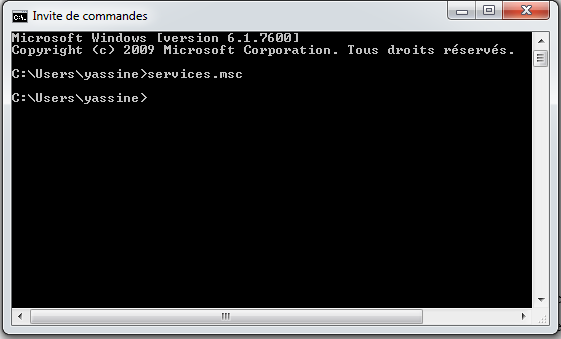 Invite de commandes
Microsoft Windows [version 6.1.7600]
Copyright (c) 2009 Microsoft Corporation. Tous droits réservés.
C:\Users\yassine>services.msc
C:\Users\yassine>